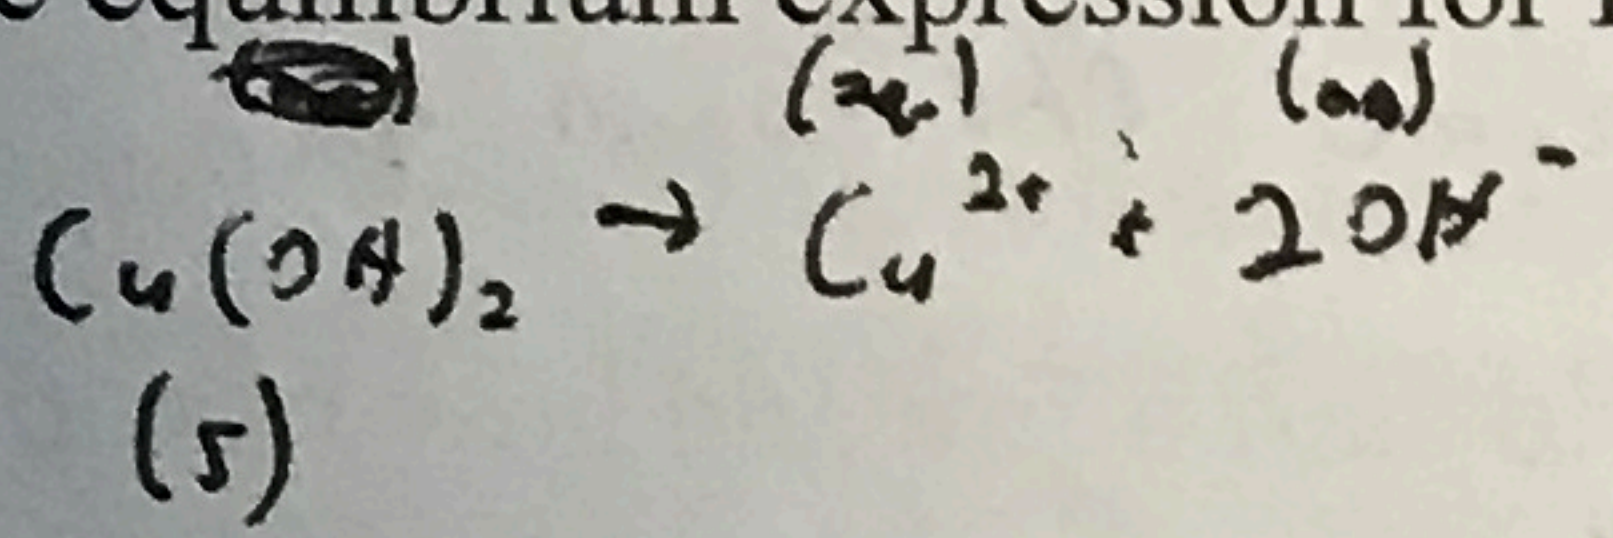 equilibrium expression for
(aq) (aq)
Cu(OH)₂ → Cu²⁺ + 2OH⁻
(s)